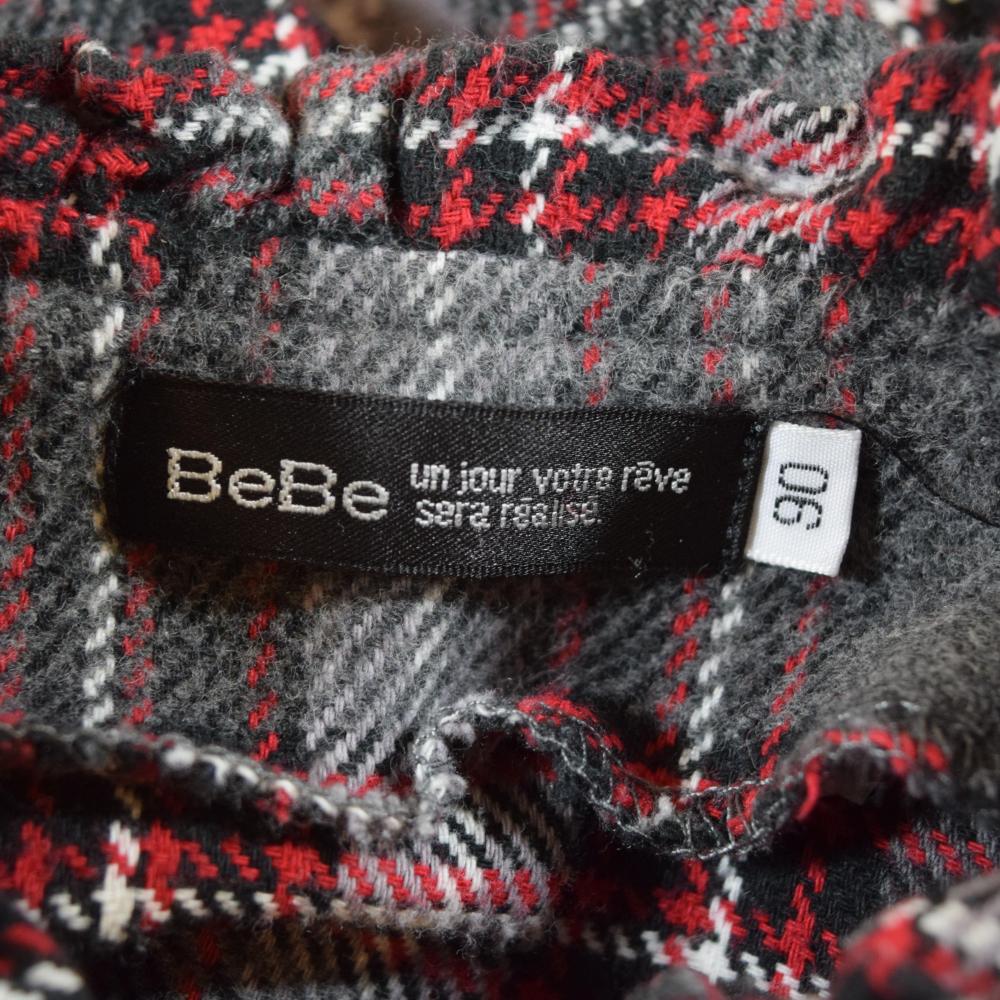 BeBe
un jour votre rêve
sera réalisé.
90